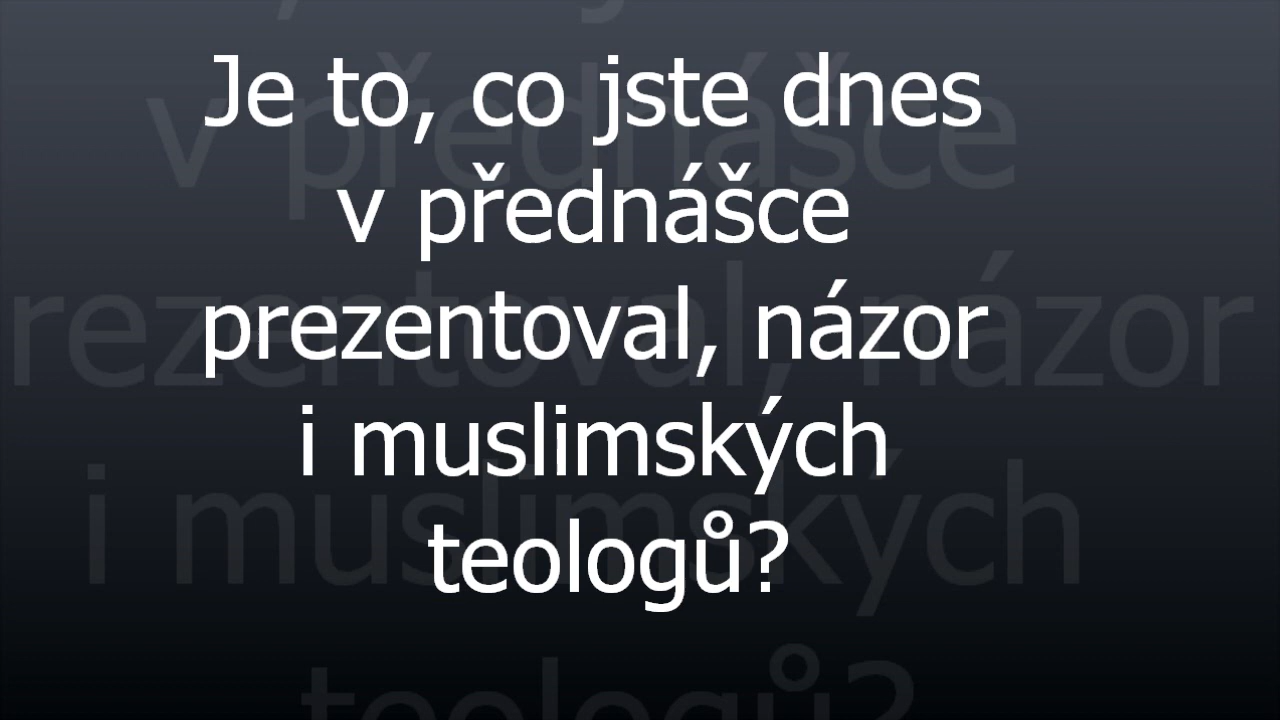 Je to, co jste dnes
v přednášce
prezentoval, názor
i muslimských
teologů?